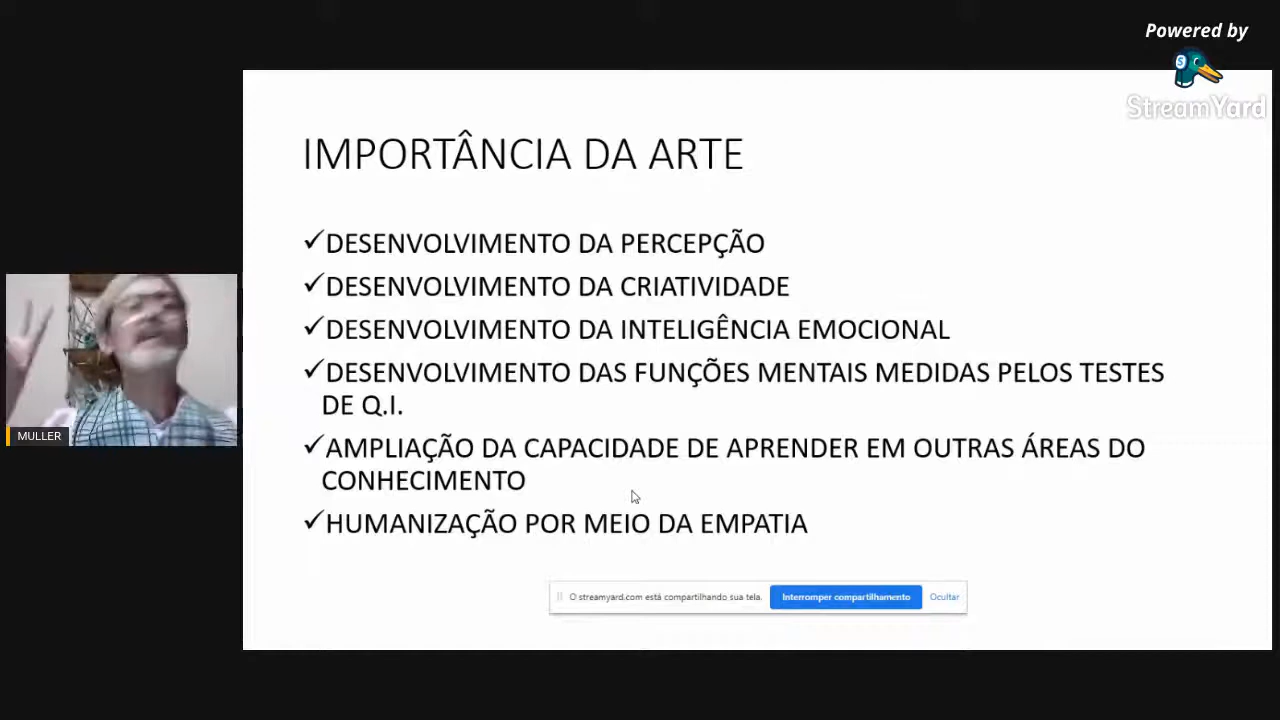 Powered by
StreamYard
IMPORTÂNCIA DA ARTE
✓DESENVOLVIMENTO DA PERCEPÇÃO
✓DESENVOLVIMENTO DA CRIATIVIDADE
✓DESENVOLVIMENTO DA INTELIGÊNCIA EMOCIONAL
✓DESENVOLVIMENTO DAS FUNÇÕES MENTAIS MEDIDAS PELOS TESTES
DE Q.I.
✓AMPLIAÇÃO DA CAPACIDADE DE APRENDER EM OUTRAS ÁREAS DO
CONHECIMENTO
✓HUMANIZAÇÃO POR MEIO DA EMPATIA
MULLER
O streamyard.com está compartilhando sua tela. Interromper compartilhamento Ocultar